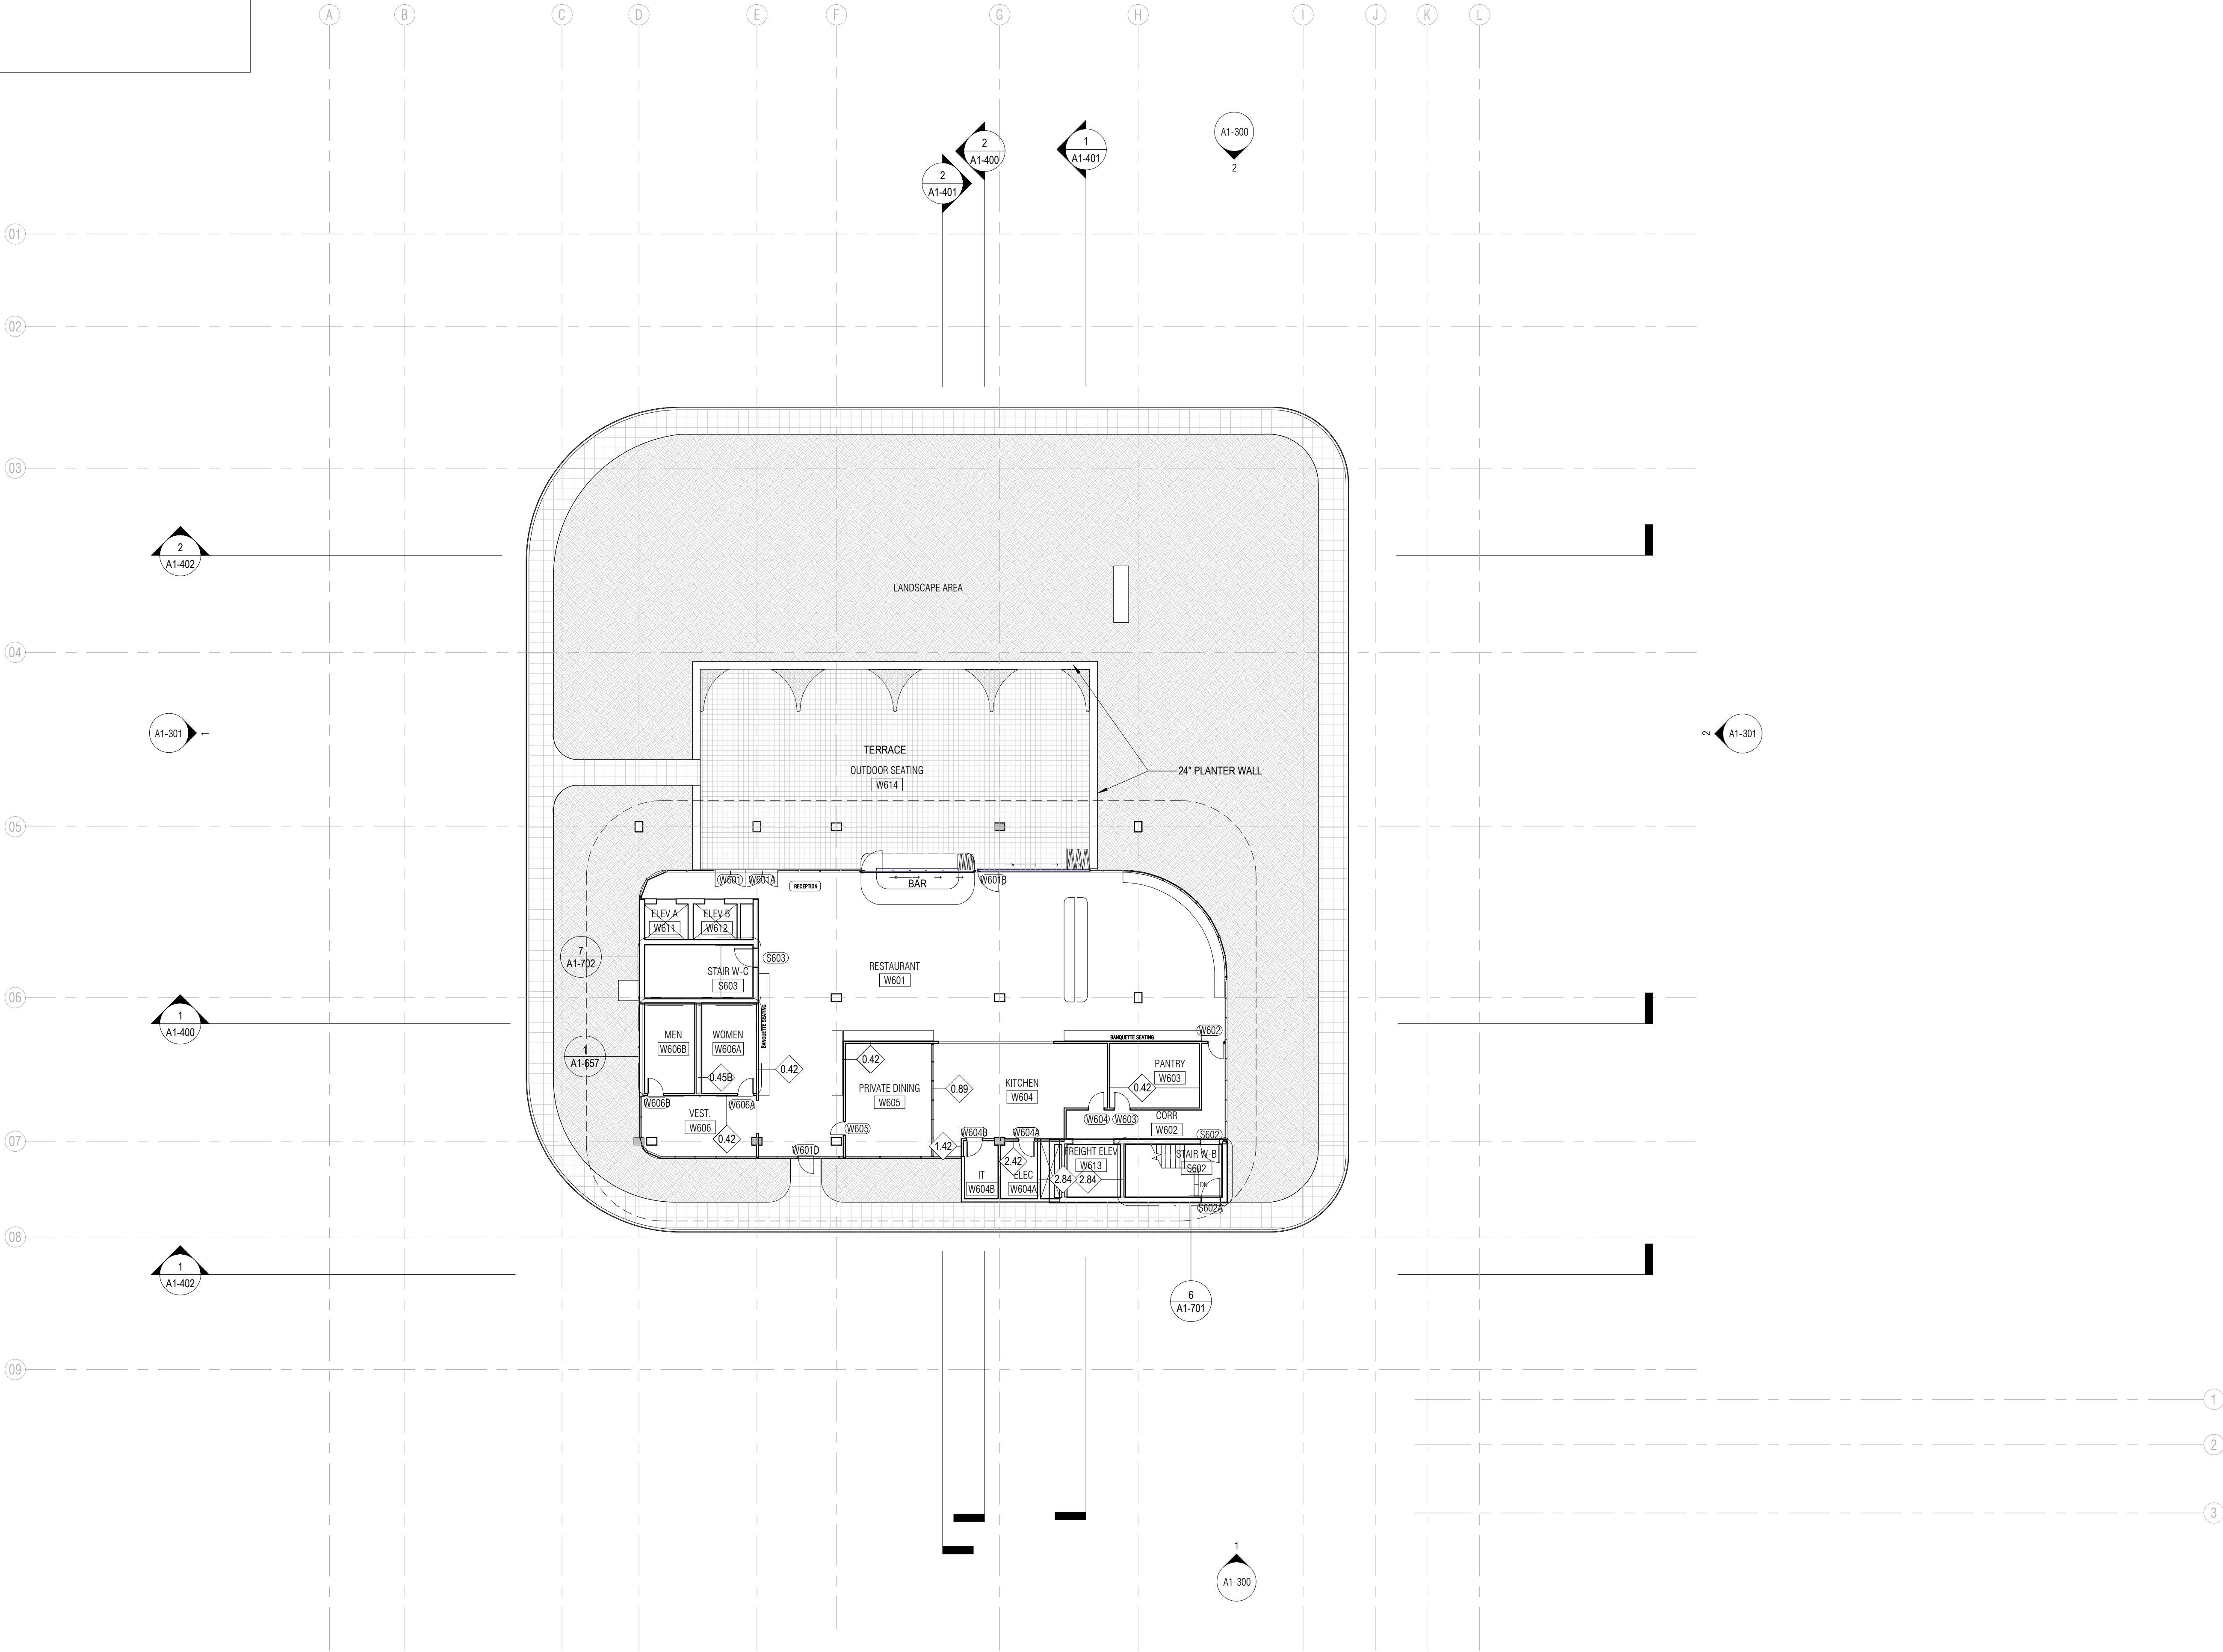 A
B
C
D
E
F
G
H
I
J
K
L
A1-300
2
2
A1-400
1
A1-401
2
A1-401
01
02
03
2
A1-402
LANDSCAPE AREA
04
A1-301
1
2
A1-301
TERRACE
OUTDOOR SEATING
W614
24" PLANTER WALL
05
W601
W601A
RECEPTION
BAR
W601B
ELEV A
W611
ELEV B
W612
7
A1-702
S603
STAIR W-C
S603
RESTAURANT
W601
06
1
A1-400
BANQUETTE SEATING
MEN
W606B
WOMEN
W606A
BANQUETTE SEATING
W602
1
A1-657
0.42
0.42
0.45B
0.89
0.42
PRIVATE DINING
W605
KITCHEN
W604
PANTRY
W603
W606B
W606A
VEST.
W606
0.42
W604
W603
CORR
W602
W605
W604B
W604A
S602
07
1.42
W601D
2.42
FREIGHT ELEV
W613
STAIR W-B
S602
IT
W604B
ELEC
W604A
2.84
2.84
DN
S602A
08
1
A1-402
6
A1-701
09
1
2
3
1
A1-300